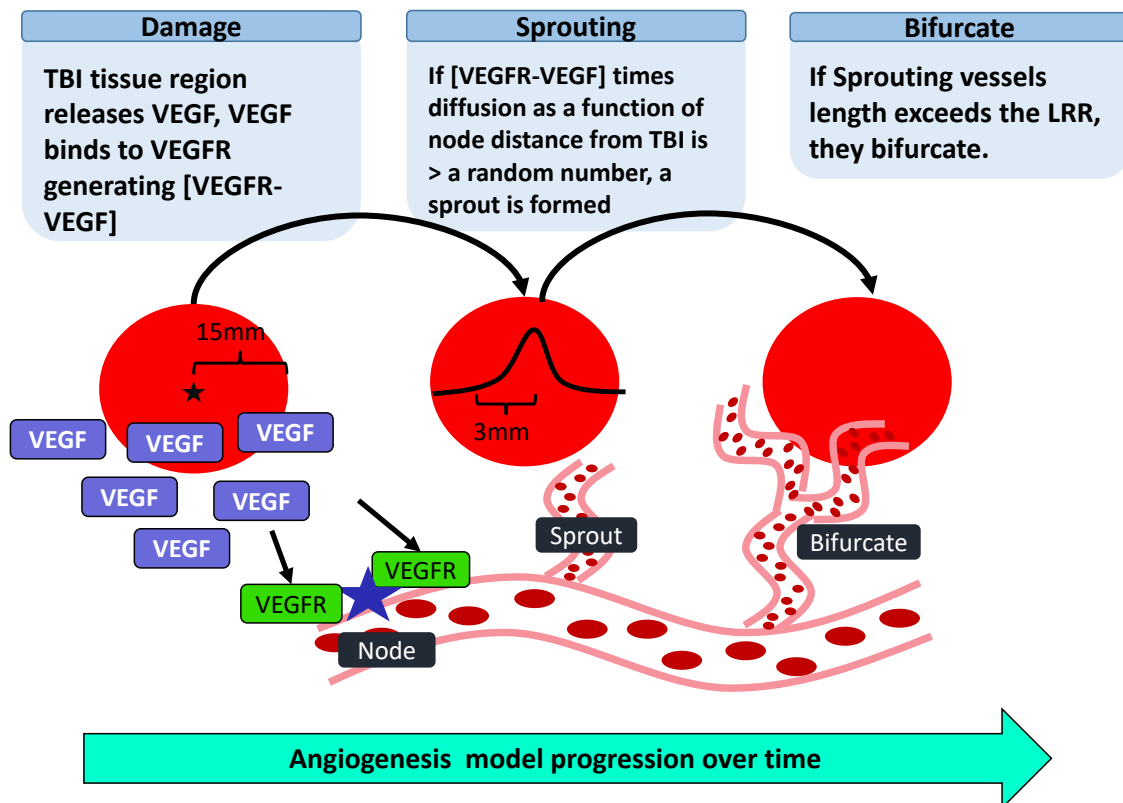 Damage
TBI tissue region
releases VEGF, VEGF
binds to VEGFR
generating [VEGFR-
VEGF]
Sprouting
If [VEGFR-VEGF] times
diffusion as a function of
node distance from TBI is
> a random number, a
sprout is formed
Bifurcate
If Sprouting vessels
length exceeds the LRR,
they bifurcate.
15mm
3mm
VEGF
VEGF
VEGF
VEGF
VEGF
VEGF
VEGFR
VEGFR
Node
Sprout
Bifurcate
Angiogenesis model progression over time